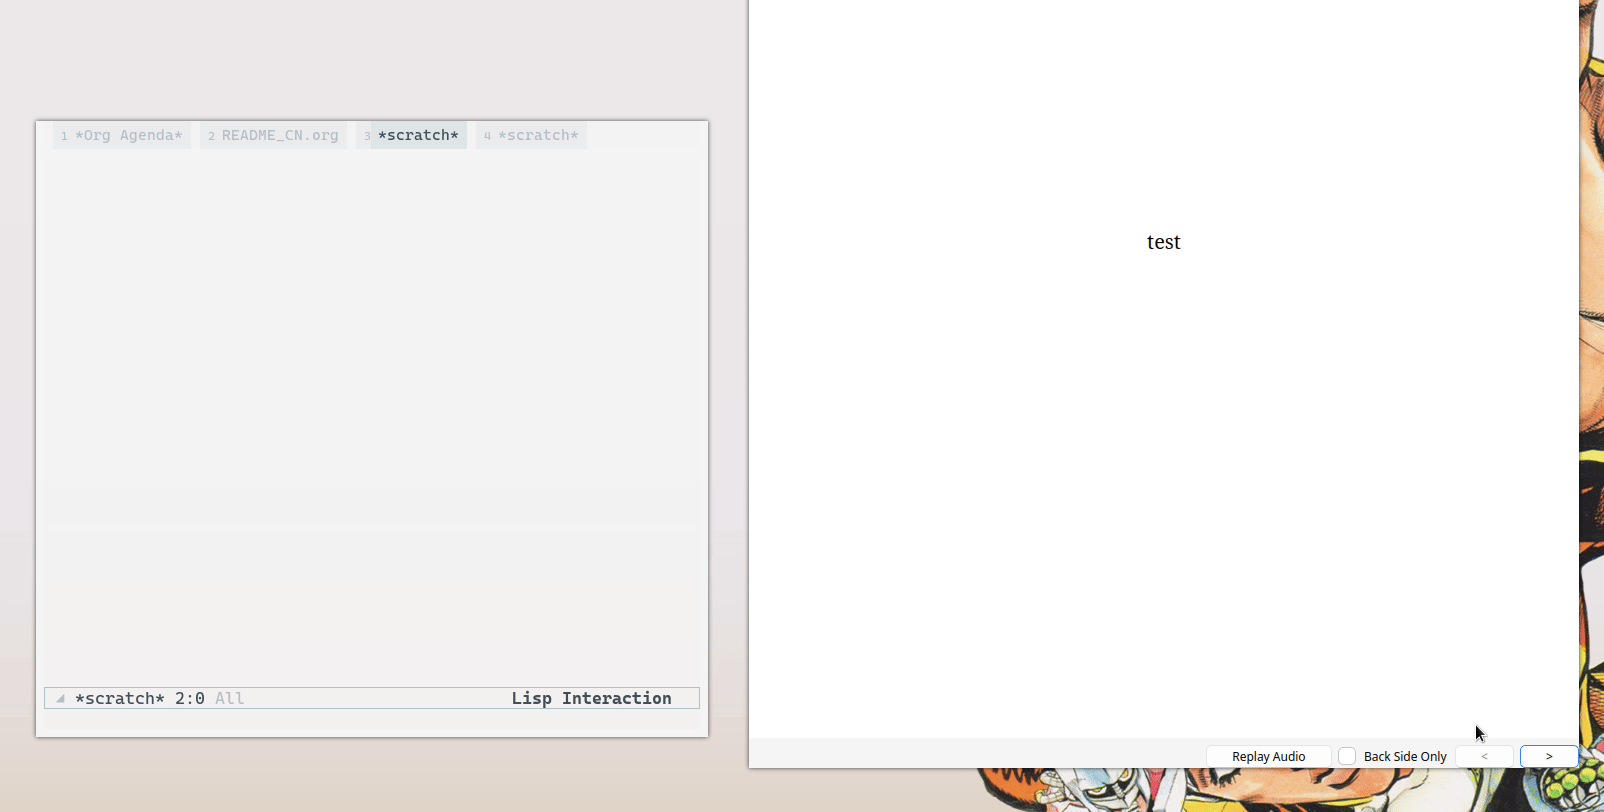 1 *Org Agenda* 2 README_CN.org 3 *scratch* 4 *scratch*
test
*scratch* 2:0 All Lisp Interaction
Replay Audio Back Side Only < >